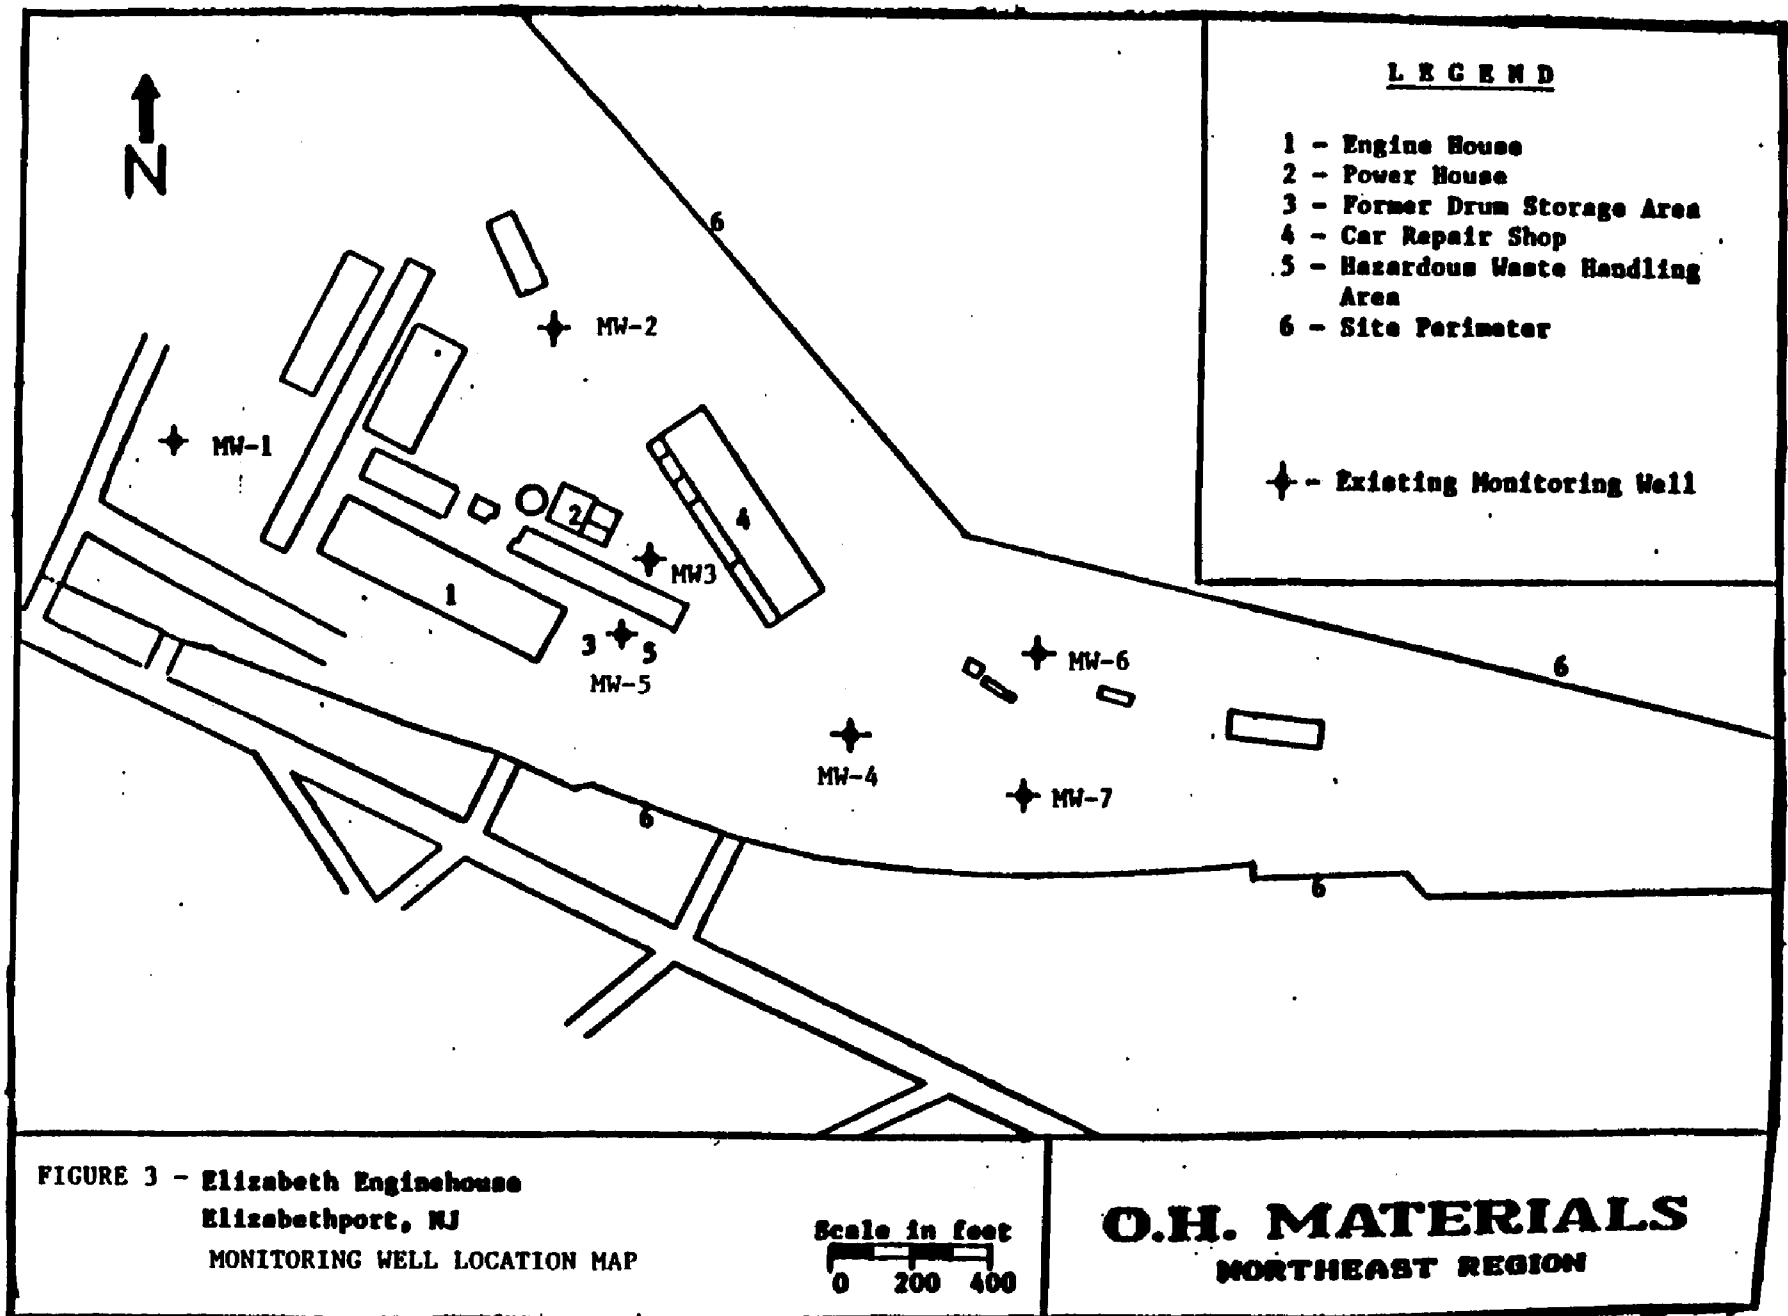 N
LEGEND
1 - Engine House
2 - Power House
3 - Former Drum Storage Area
4 - Car Repair Shop
5 - Hazardous Waste Handling
Area
6 - Site Perimeter
- Existing Monitoring Well
6
MW-2
MW-1
2
4
MW3
1
3
5
MW-5
MW-6
6
MW-4
MW-7
6
6
FIGURE 3 - Elizabeth Enginehouse
Elizabethport, NJ
MONITORING WELL LOCATION MAP
Scale in feet
0 200 400
O.H. MATERIALS
NORTHEAST REGION